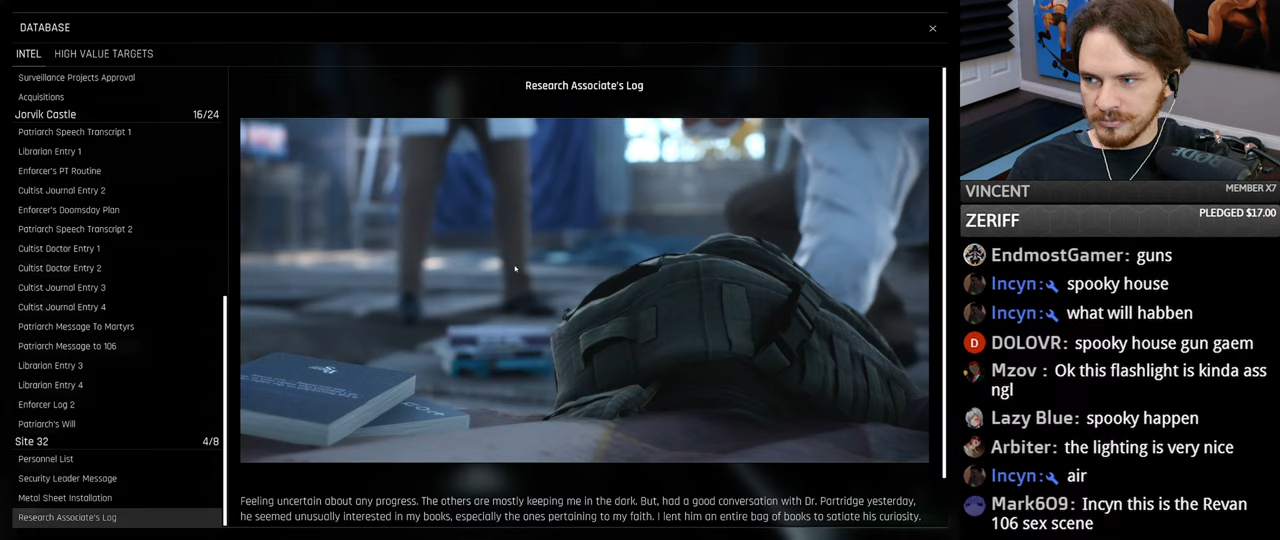 DATABASE
INTEL HIGH VALUE TARGETS
Surveillance Projects Approval
Acquisitions
Jorvik Castle 16/24
Patriarch Speech Transcript 1
Librarian Entry 1
Enforcer's PT Routine
Cultist Journal Entry 2
Enforcer's Doomsday Plan
Patriarch Speech Transcript 2
Cultist Doctor Entry 1
Cultist Doctor Entry 2
Cultist Journal Entry 3
Cultist Journal Entry 4
Patriarch Message To Martyrs
Patriarch Message to 106
Librarian Entry 3
Librarian Entry 4
Enforcer Log 2
Patriarch's Will
Site 32 4/8
Personnel List
Security Leader Message
Metal Sheet Installation
Research Associate's Log
Research Associate's Log
Feeling uncertain about any progress. The others are mostly keeping me in the dark. But, had a good conversation with Dr. Partridge yesterday,
he seemed unusually interested in my books, especially the ones pertaining to my faith. I lent him an entire bag of books to satiate his curiosity.
RODE
VINCENT MEMBER X7
ZERIFF PLEDGED $17.00
EndmostGamer: guns
Incyn: spooky house
Incyn: what will habben
D DOLOVR: spooky house gun gaem
Mzov : Ok this flashlight is kinda ass
ngl
Lazy Blue: spooky happen
Arbiter: the lighting is very nice
Incyn: air
Mark609: Incyn this is the Revan
106 sex scene